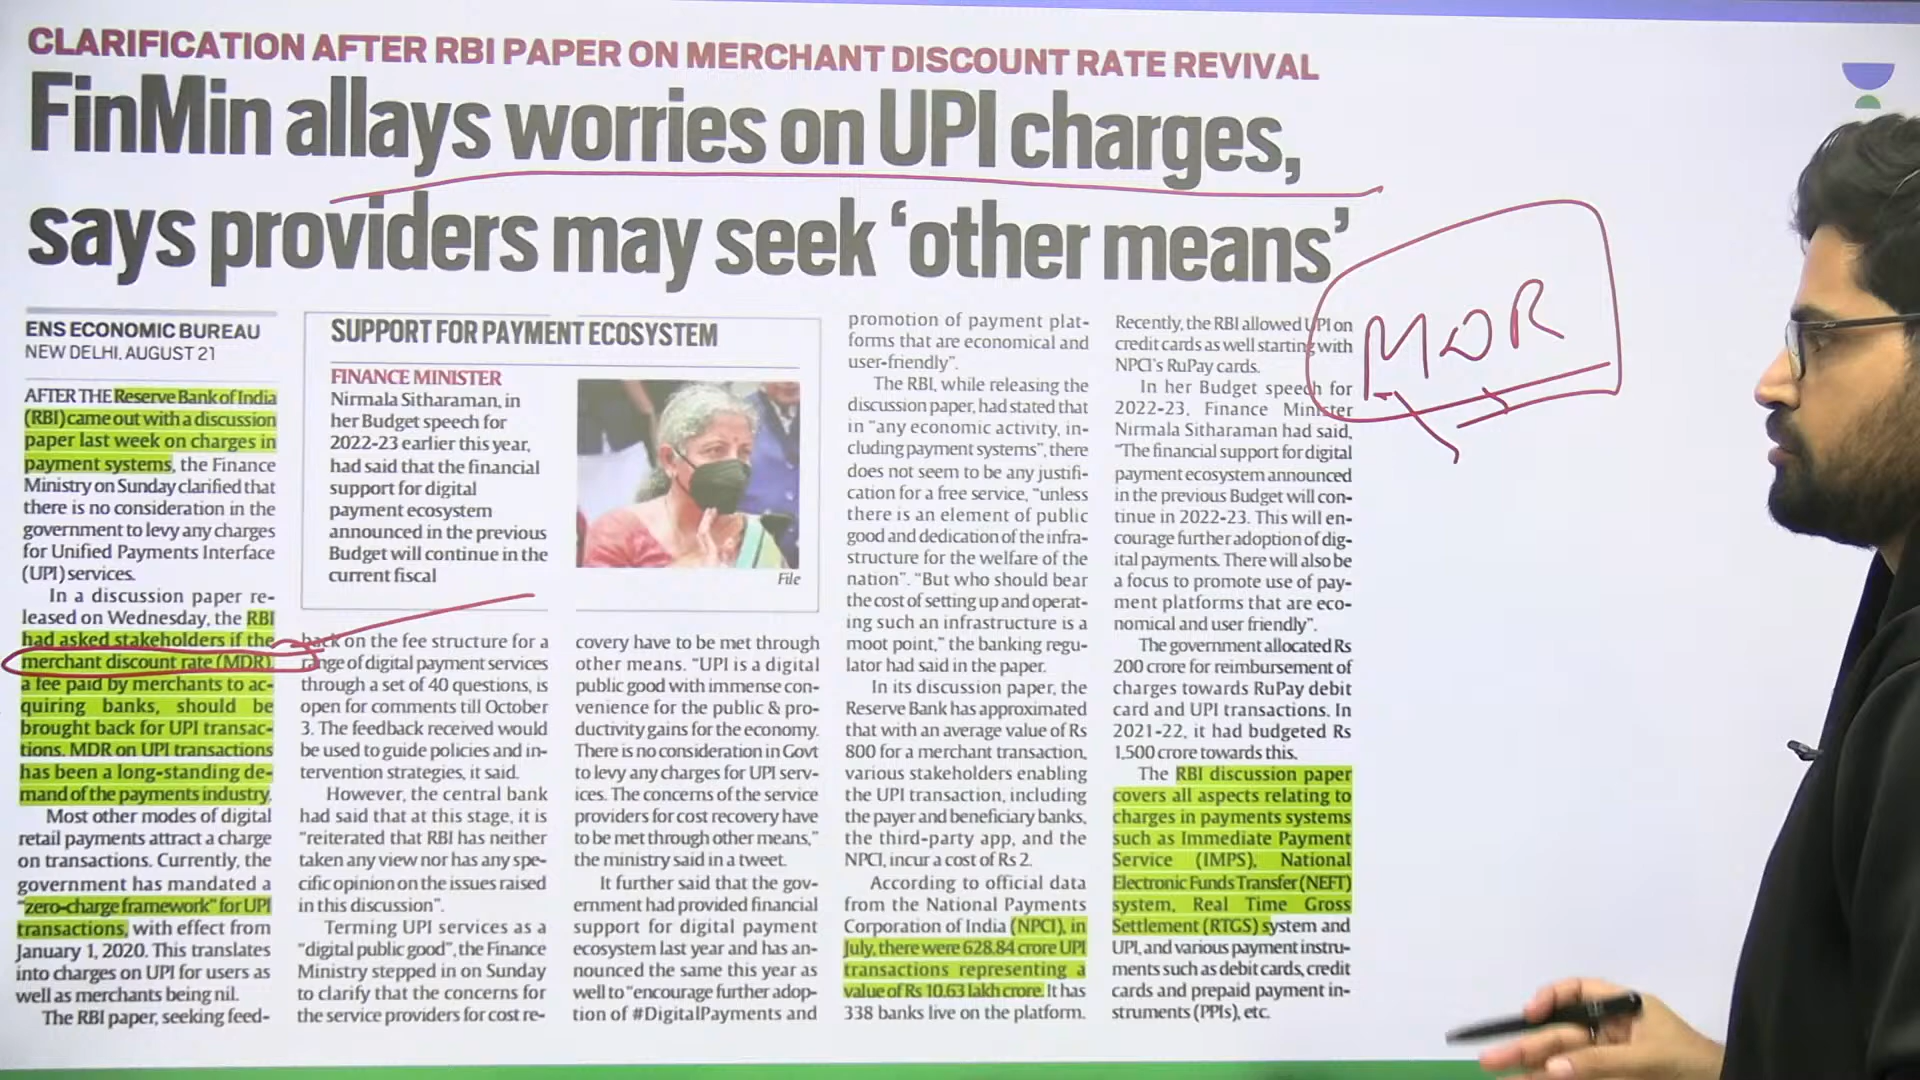 CLARIFICATION AFTER RBI PAPER ON MERCHANT DISCOUNT RATE REVIVAL
FinMin allays worries on UPI charges,
says providers may seek ‘other means’
ENS ECONOMIC BUREAU
NEW DELHI, AUGUST 21
AFTER THE Reserve Bank of India
(RBI) came out with a discussion
paper last week on charges in
payment systems, the Finance
Ministry on Sunday clarified that
there is no consideration in the
government to levy any charges
for Unified Payments Interface
(UPI) services.
In a discussion paper re-
leased on Wednesday, the RBI
had asked stakeholders if the
merchant discount rate (MDR),
a fee paid by merchants to ac-
quiring banks, should be
brought back for UPI transac-
tions. MDR on UPI transactions
has been a long-standing de-
mand of the payments industry.
Most other modes of digital
retail payments attract a charge
on transactions. Currently, the
government has mandated a
“zero-charge framework” for UPI
transactions, with effect from
January 1, 2020. This translates
into charges on UPI for users as
well as merchants being nil.
The RBI paper, seeking feed-
SUPPORT FOR PAYMENT ECOSYSTEM
FINANCE MINISTER
Nirmala Sitharaman, in
her Budget speech for
2022-23 earlier this year,
had said that the financial
support for digital
payment ecosystem
announced in the previous
Budget will continue in the
current fiscal
File
back on the fee structure for a
range of digital payment services
through a set of 40 questions, is
open for comments till October
3. The feedback received would
be used to guide policies and in-
tervention strategies, it said.
However, the central bank
had said that at this stage, it is
“reiterated that RBI has neither
taken any view nor has any spe-
cific opinion on the issues raised
in this discussion”.
Terming UPI services as a
“digital public good”, the Finance
Ministry stepped in on Sunday
to clarify that the concerns for
the service providers for cost re-
covery have to be met through
other means. “UPI is a digital
public good with immense con-
venience for the public & pro-
ductivity gains for the economy.
There is no consideration in Govt
to levy any charges for UPI serv-
ices. The concerns of the service
providers for cost recovery have
to be met through other means,”
the ministry said in a tweet.
It further said that the gov-
ernment had provided financial
support for digital payment
ecosystem last year and has an-
nounced the same this year as
well to “encourage further adop-
tion of #DigitalPayments and
promotion of payment plat-
forms that are economical and
user-friendly”.
The RBI, while releasing the
discussion paper, had stated that
in “any economic activity, in-
cluding payment systems”, there
does not seem to be any justifi-
cation for a free service, “unless
there is an element of public
good and dedication of the infra-
structure for the welfare of the
nation”. “But who should bear
the cost of setting up and operat-
ing such an infrastructure is a
moot point,” the banking regu-
lator had said in the paper.
In its discussion paper, the
Reserve Bank has approximated
that with an average value of Rs
800 for a merchant transaction,
various stakeholders enabling
the UPI transaction, including
the payer and beneficiary banks,
the third-party app, and the
NPCI, incur a cost of Rs 2.
According to official data
from the National Payments
Corporation of India (NPCI), in
July, there were 628.84 crore UPI
transactions representing a
value of Rs 10.63 lakh crore. It has
338 banks live on the platform.
Recently, the RBI allowed UPI on
credit cards as well starting with
NPCI's RuPay cards.
In her Budget speech for
2022-23, Finance Minister
Nirmala Sitharaman had said,
“The financial support for digital
payment ecosystem announced
in the previous Budget will con-
tinue in 2022-23. This will en-
courage further adoption of dig-
ital payments. There will also be
a focus to promote use of pay-
ment platforms that are eco-
nomical and user friendly”.
The government allocated Rs
200 crore for reimbursement of
charges towards RuPay debit
card and UPI transactions. In
2021-22, it had budgeted Rs
1,500 crore towards this.
The RBI discussion paper
covers all aspects relating to
charges in payments systems
such as Immediate Payment
Service (IMPS), National
Electronic Funds Transfer (NEFT)
system, Real Time Gross
Settlement (RTGS) system and
UPI, and various payment instru-
ments such as debit cards, credit
cards and prepaid payment in-
struments (PPIs), etc.
MDR